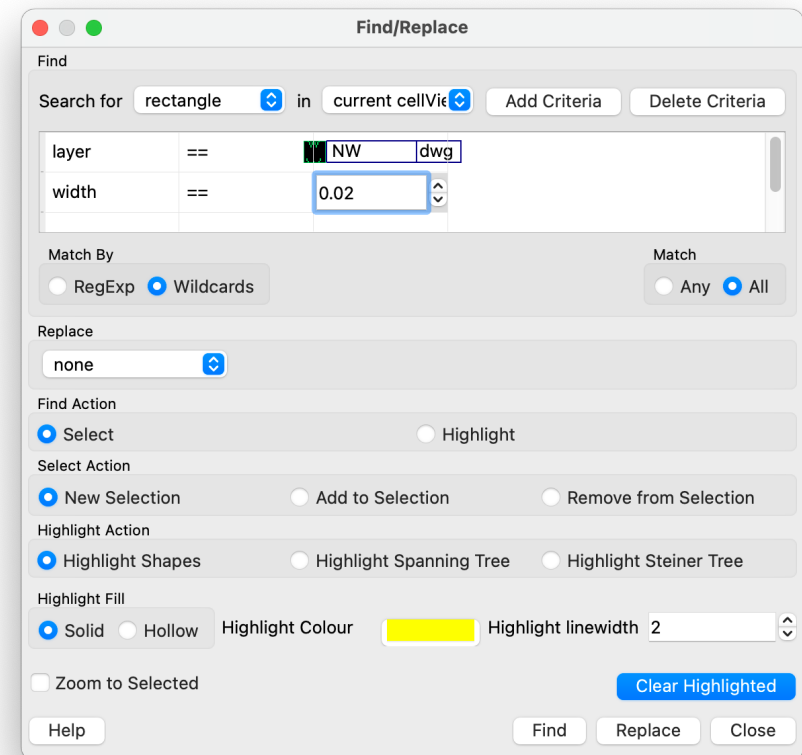 Find/Replace
Find
Search for rectangle in current cellVie Add Criteria Delete Criteria
layer == NW dwg
width == 0.02
Match By Match
RegExp Wildcards Any All
Replace
none
Find Action
Select Highlight
Select Action
New Selection Add to Selection Remove from Selection
Highlight Action
Highlight Shapes Highlight Spanning Tree Highlight Steiner Tree
Highlight Fill
Solid Hollow Highlight Colour Highlight linewidth 2
Zoom to Selected Clear Highlighted
Help Find Replace Close